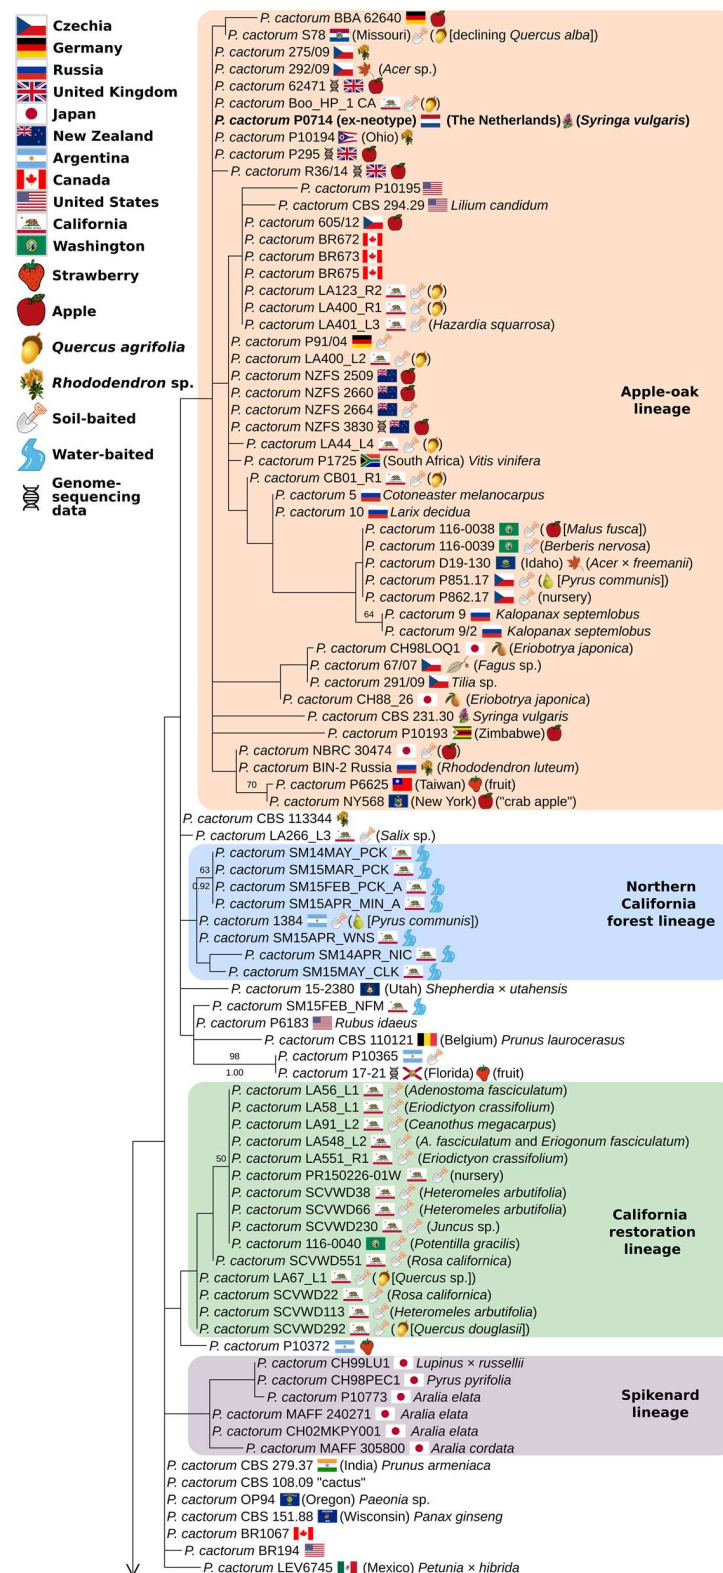 Czechia
Germany
Russia
United Kingdom
Japan
New Zealand
Argentina
Canada
United States
California
Washington
Strawberry
Apple
Quercus agrifolia
Rhododendron sp.
Soil-baited
Water-baited
Genome-
sequencing
data
P. cactorum BBA 62640
P. cactorum S78 (Missouri) ([declining Quercus alba])
P. cactorum 275/09
P. cactorum 292/09 (Acer sp.)
P. cactorum 62471
P. cactorum Boo_HP_1 CA ( )
P. cactorum P0714 (ex-neotype) (The Netherlands) (Syringa vulgaris)
P. cactorum P10194 (Ohio)
P. cactorum P295
P. cactorum R36/14
P. cactorum P10195
P. cactorum CBS 294.29 Lilium candidum
P. cactorum 605/12
P. cactorum BR672
P. cactorum BR673
P. cactorum BR675
P. cactorum LA123_R2 ( )
P. cactorum LA400_R1 ( )
P. cactorum LA401_L3 (Hazardia squarrosa)
P. cactorum P91/04
P. cactorum LA400_L2 ( )
P. cactorum NZFS 2509
P. cactorum NZFS 2660
P. cactorum NZFS 2664
P. cactorum NZFS 3830
P. cactorum LA44_L4 ( )
P. cactorum P1725 (South Africa) Vitis vinifera
P. cactorum CB01_R1 ( )
P. cactorum 5 Cotoneaster melanocarpus
P. cactorum 10 Larix decidua
P. cactorum 116-0038 ( [Malus fusca])
P. cactorum 116-0039 (Berberis nervosa)
P. cactorum D19-130 (Idaho) (Acer × freemanii)
P. cactorum P851.17 ( [Pyrus communis])
P. cactorum P862.17 (nursery)
64
P. cactorum 9 Kalopanax septemlobus
P. cactorum 9/2 Kalopanax septemlobus
P. cactorum CH98LOQ1 (Eriobotrya japonica)
P. cactorum 67/07 (Fagus sp.)
P. cactorum 291/09 Tilia sp.
P. cactorum CH88_26 (Eriobotrya japonica)
P. cactorum CBS 231.30 Syringa vulgaris
P. cactorum P10193 (Zimbabwe)
P. cactorum NBRC 30474 ( )
P. cactorum BIN-2 Russia (Rhododendron luteum)
70
P. cactorum P6625 (Taiwan) (fruit)
P. cactorum NY568 (New York) ("crab apple")
Apple-oak
lineage
P. cactorum CBS 113344
P. cactorum LA266_L3 (Salix sp.)
P. cactorum SM14MAY_PCK
63
P. cactorum SM15MAR_PCK
0.92
P. cactorum SM15FEB_PCK_A
P. cactorum SM15APR_MIN_A
P. cactorum 1384 ( [Pyrus communis])
P. cactorum SM15APR_WNS
P. cactorum SM14APR_NIC
P. cactorum SM15MAY_CLK
Northern
California
forest lineage
P. cactorum 15-2380 (Utah) Shepherdia × utahensis
P. cactorum SM15FEB_NFM
P. cactorum P6183 Rubus idaeus
P. cactorum CBS 110121 (Belgium) Prunus laurocerasus
98
P. cactorum P10365
1.00
P. cactorum 17-21 (Florida) (fruit)
P. cactorum LA56_L1 (Adenostoma fasciculatum)
P. cactorum LA58_L1 (Eriodictyon crassifolium)
P. cactorum LA91_L2 (Ceanothus megacarpus)
P. cactorum LA548_L2 (A. fasciculatum and Eriogonum fasciculatum)
50
P. cactorum LA551_R1 (Eriodictyon crassifolium)
P. cactorum PR150226-01W (nursery)
P. cactorum SCVWD38 (Heteromeles arbutifolia)
P. cactorum SCVWD66 (Heteromeles arbutifolia)
P. cactorum SCVWD230 (Juncus sp.)
P. cactorum 116-0040 (Potentilla gracilis)
P. cactorum SCVWD551 (Rosa californica)
P. cactorum LA67_L1 ( [Quercus sp.])
P. cactorum SCVWD22 (Rosa californica)
P. cactorum SCVWD113 (Heteromeles arbutifolia)
P. cactorum SCVWD292 ( [Quercus douglasii])
California
restoration
lineage
P. cactorum P10372
P. cactorum CH99LU1 Lupinus × russellii
P. cactorum CH98PEC1 Pyrus pyrifolia
P. cactorum P10773 Aralia elata
P. cactorum MAFF 240271 Aralia elata
P. cactorum CH02MKPY001 Aralia elata
P. cactorum MAFF 305800 Aralia cordata
Spikenard
lineage
P. cactorum CBS 279.37 (India) Prunus armeniaca
P. cactorum CBS 108.09 "cactus"
P. cactorum OP94 (Oregon) Paeonia sp.
P. cactorum CBS 151.88 (Wisconsin) Panax ginseng
P. cactorum BR1067
P. cactorum BR194
P. cactorum LEV6745 (Mexico) Petunia × hibrida